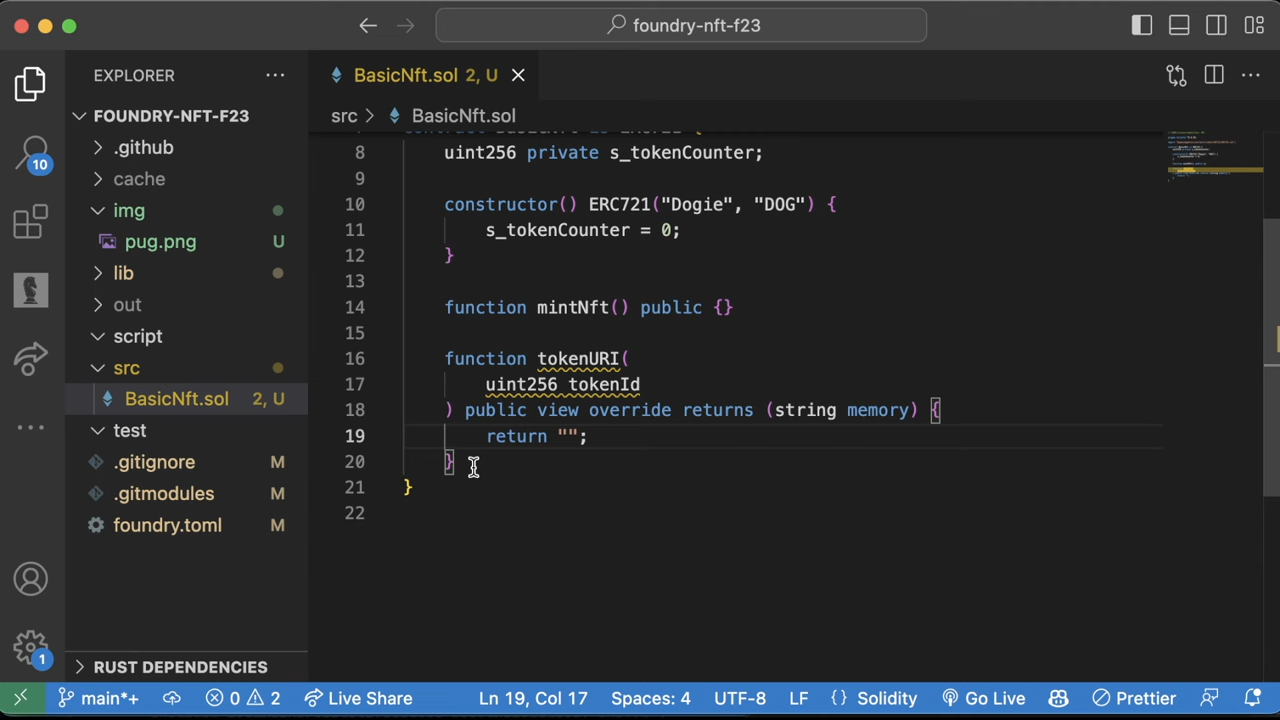 foundry-nft-f23
EXPLORER
BasicNft.sol 2, U
FOUNDRY-NFT-F23
src > BasicNft.sol
.github
8 uint256 private s_tokenCounter;
10
cache
9
img
10 constructor() ERC721("Dogie", "DOG") {
pug.png U
11 s_tokenCounter = 0;
12 }
lib
13
out
14 function mintNft() public {}
script
15
src
16 function tokenURI(
BasicNft.sol 2, U
17 uint256 tokenId
18 ) public view override returns (string memory) {
test
19 return "";
.gitignore M
20 }
.gitmodules M
21 }
foundry.toml M
22
RUST DEPENDENCIES
1
main*+ 0 2 Live Share Ln 19, Col 17 Spaces: 4 UTF-8 LF {} Solidity Go Live Prettier